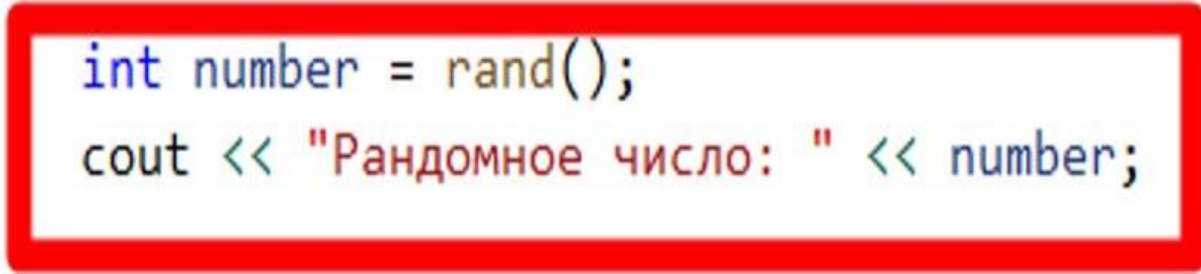 int number = rand();
cout << "Рандомное число: " << number;